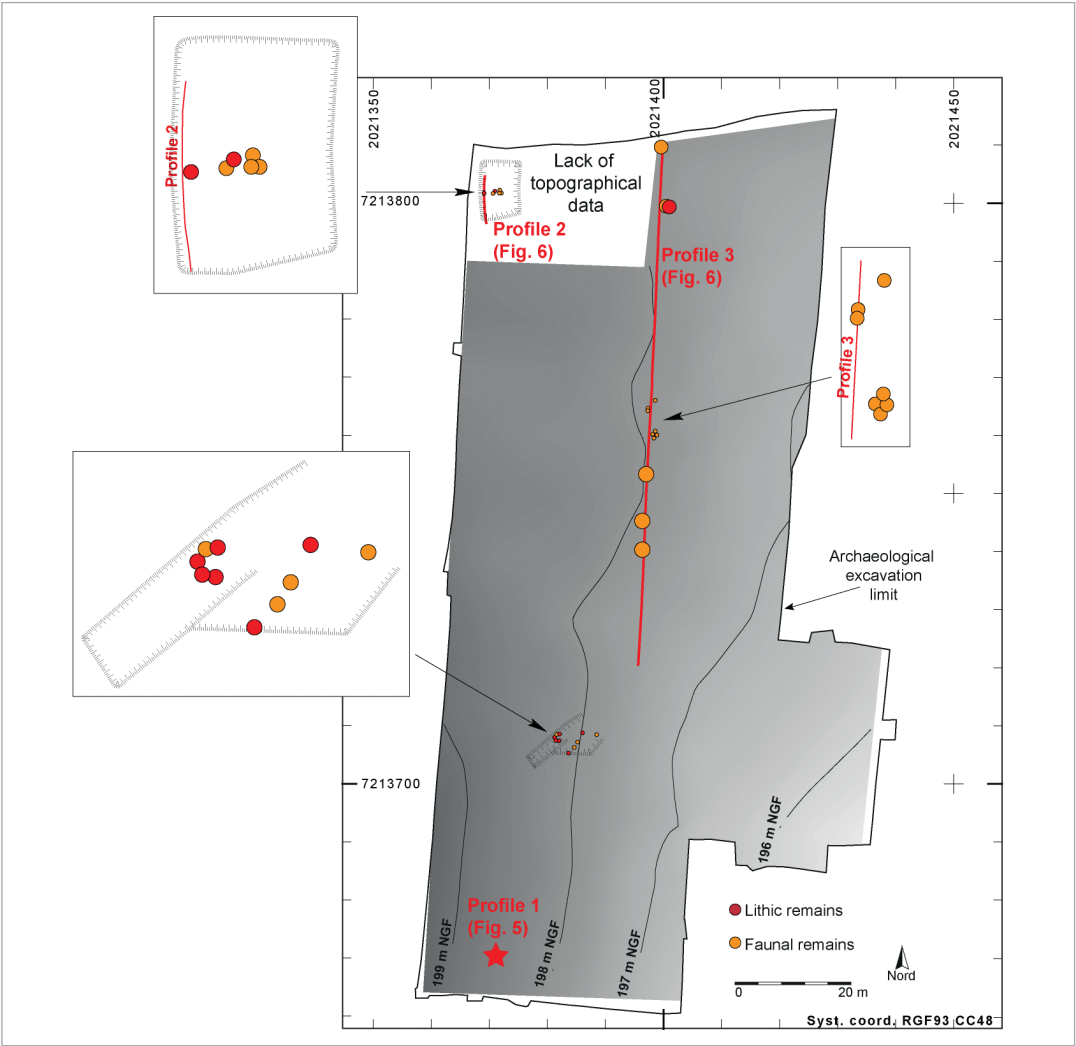 2021350
2021400
2021450
Profile 2
Lack of
topographical
data
7213800
Profile 2
(Fig. 6)
Profile 3
(Fig. 6)
Profile 3
Archaeological
excavation
limit
7213700
196 m NGF
Profile 1
(Fig. 5)
199 m NGF
198 m NGF
197 m NGF
Lithic remains
Faunal remains
Nord
0 20 m
Syst. coord. RGF93 CC48